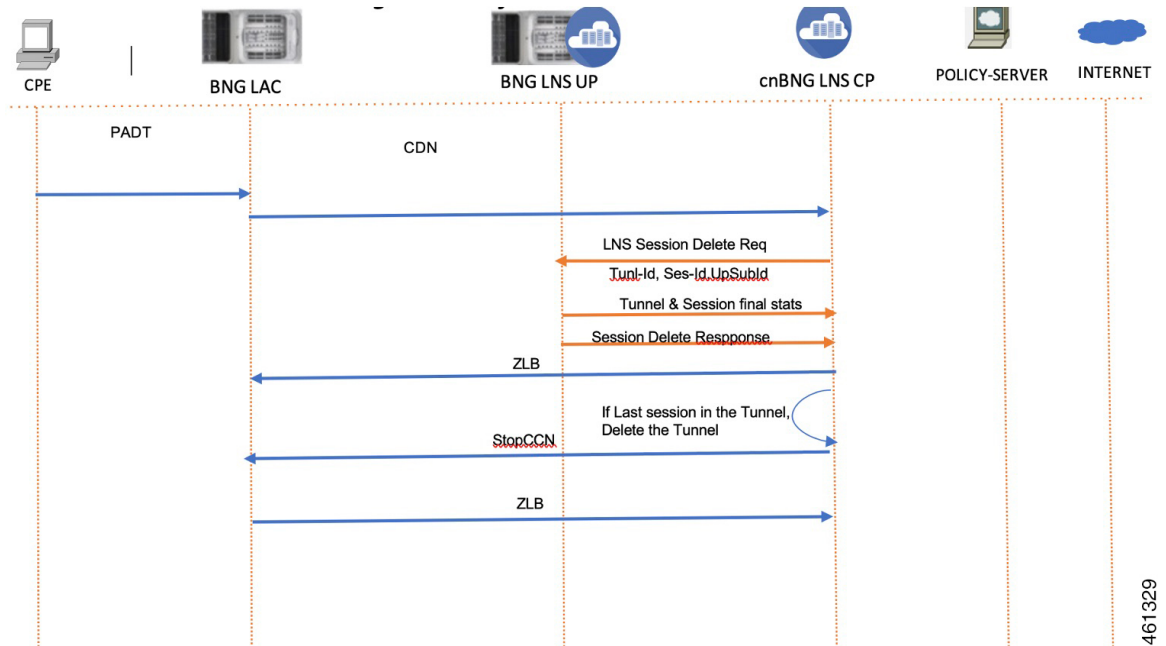 CPE
BNG LAC
BNG LNS UP
cnBNG LNS CP
POLICY-SERVER
INTERNET
PADT
CDN
LNS Session Delete Req
Tunl-Id, Ses-Id,UpSubId
Tunnel & Session final stats
Session Delete Respponse
ZLB
If Last session in the Tunnel,
Delete the Tunnel
StopCCN
ZLB
461329